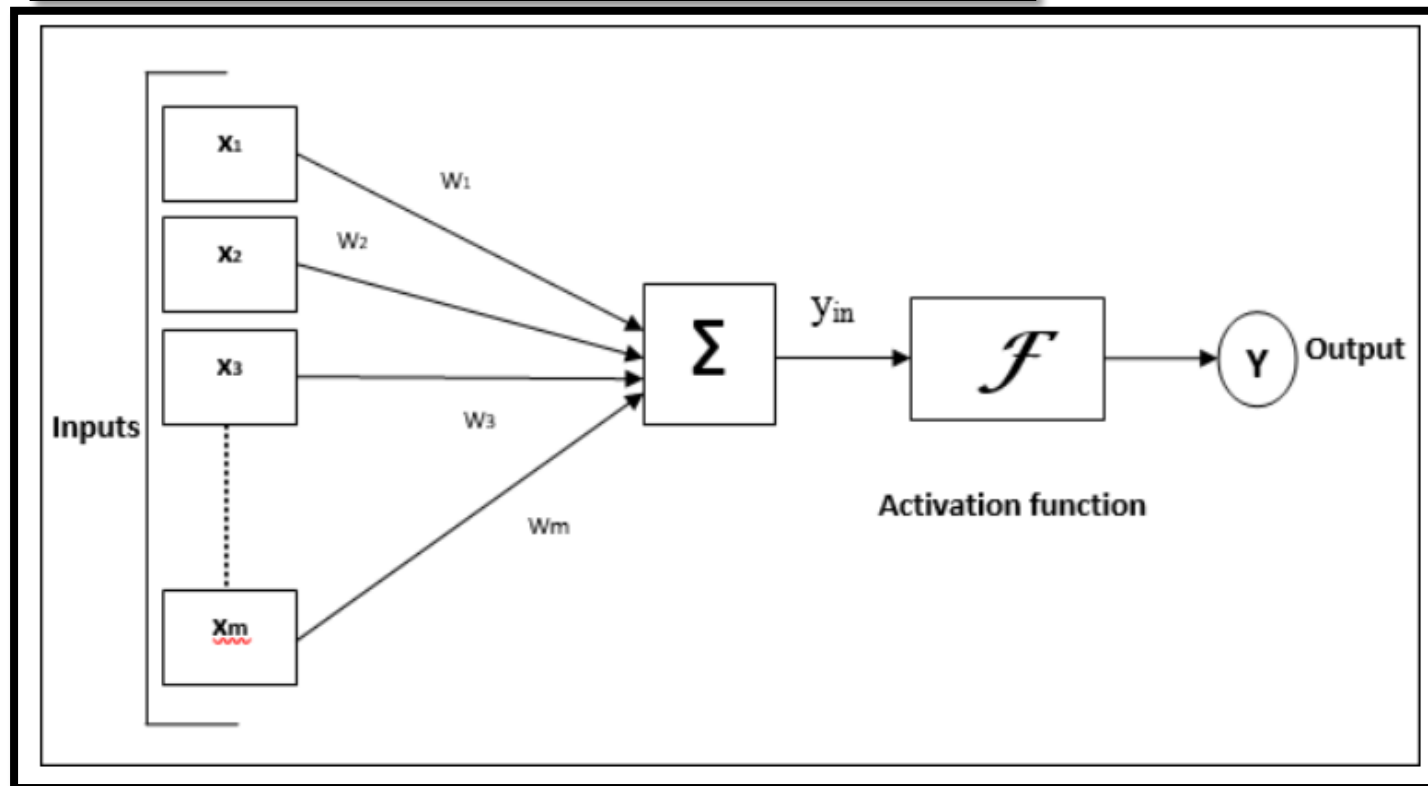 x1
W1
x2
W2
x3
W3
Inputs
Σ
yin
ℱ
Y
Output
Activation function
Wm
xm